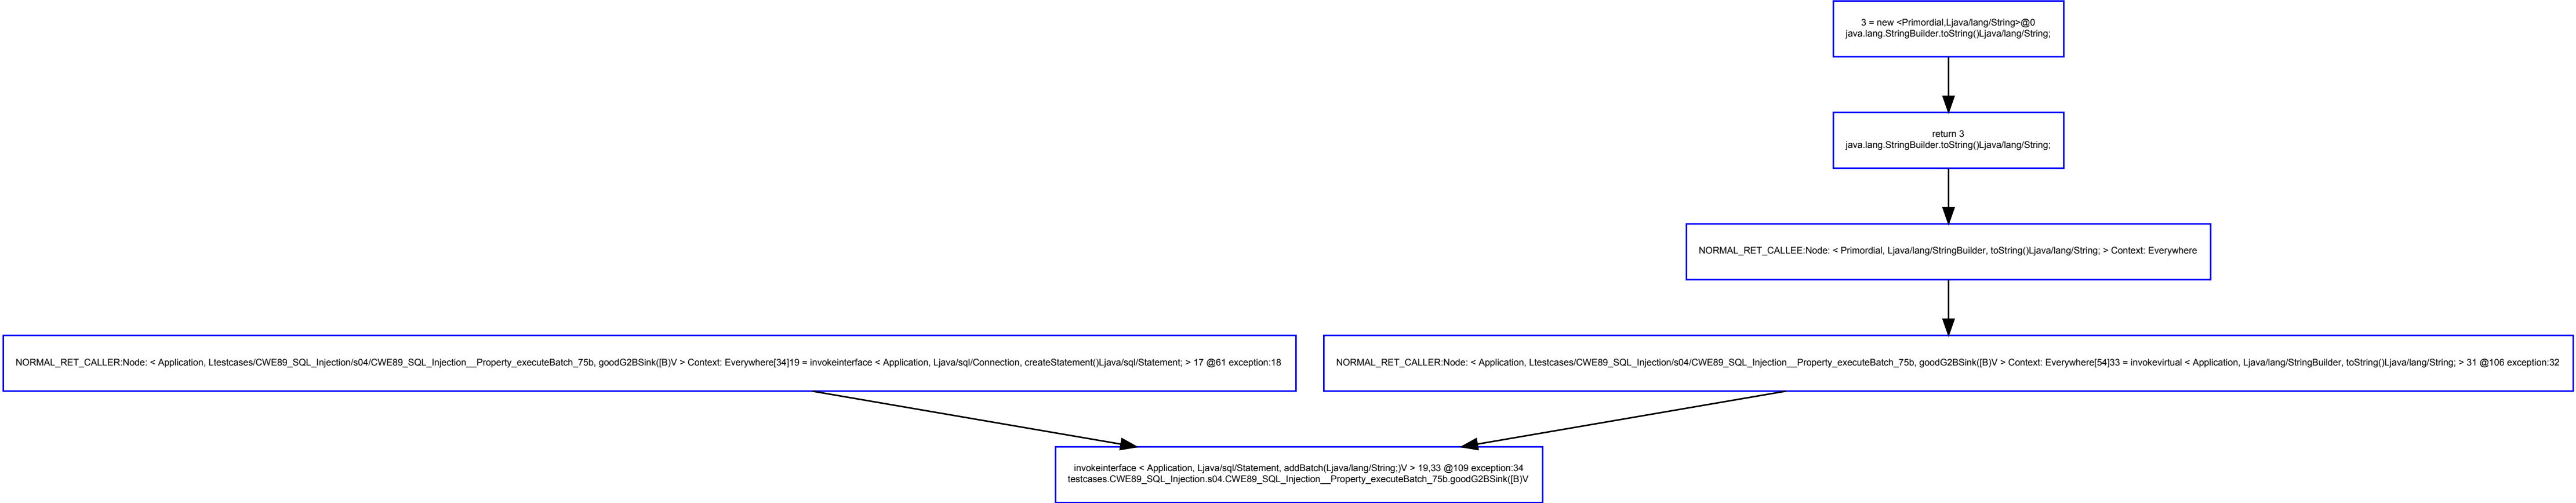 3 = new <Primordial,Ljava/lang/String>@0
java.lang.StringBuilder.toString()Ljava/lang/String;
return 3
java.lang.StringBuilder.toString()Ljava/lang/String;
NORMAL_RET_CALLEE:Node: < Primordial, Ljava/lang/StringBuilder, toString()Ljava/lang/String; > Context: Everywhere
NORMAL_RET_CALLER:Node: < Application, Ltestcases/CWE89_SQL_Injection/s04/CWE89_SQL_Injection__Property_executeBatch_75b, goodG2BSink([B)V > Context: Everywhere[34]19 = invokeinterface < Application, Ljava/sql/Connection, createStatement()Ljava/sql/Statement; > 17 @61 exception:18
NORMAL_RET_CALLER:Node: < Application, Ltestcases/CWE89_SQL_Injection/s04/CWE89_SQL_Injection__Property_executeBatch_75b, goodG2BSink([B)V > Context: Everywhere[54]33 = invokevirtual < Application, Ljava/lang/StringBuilder, toString()Ljava/lang/String; > 31 @106 exception:32
invokeinterface < Application, Ljava/sql/Statement, addBatch(Ljava/lang/String;)V > 19,33 @109 exception:34
testcases.CWE89_SQL_Injection.s04.CWE89_SQL_Injection__Property_executeBatch_75b.goodG2BSink([B)V